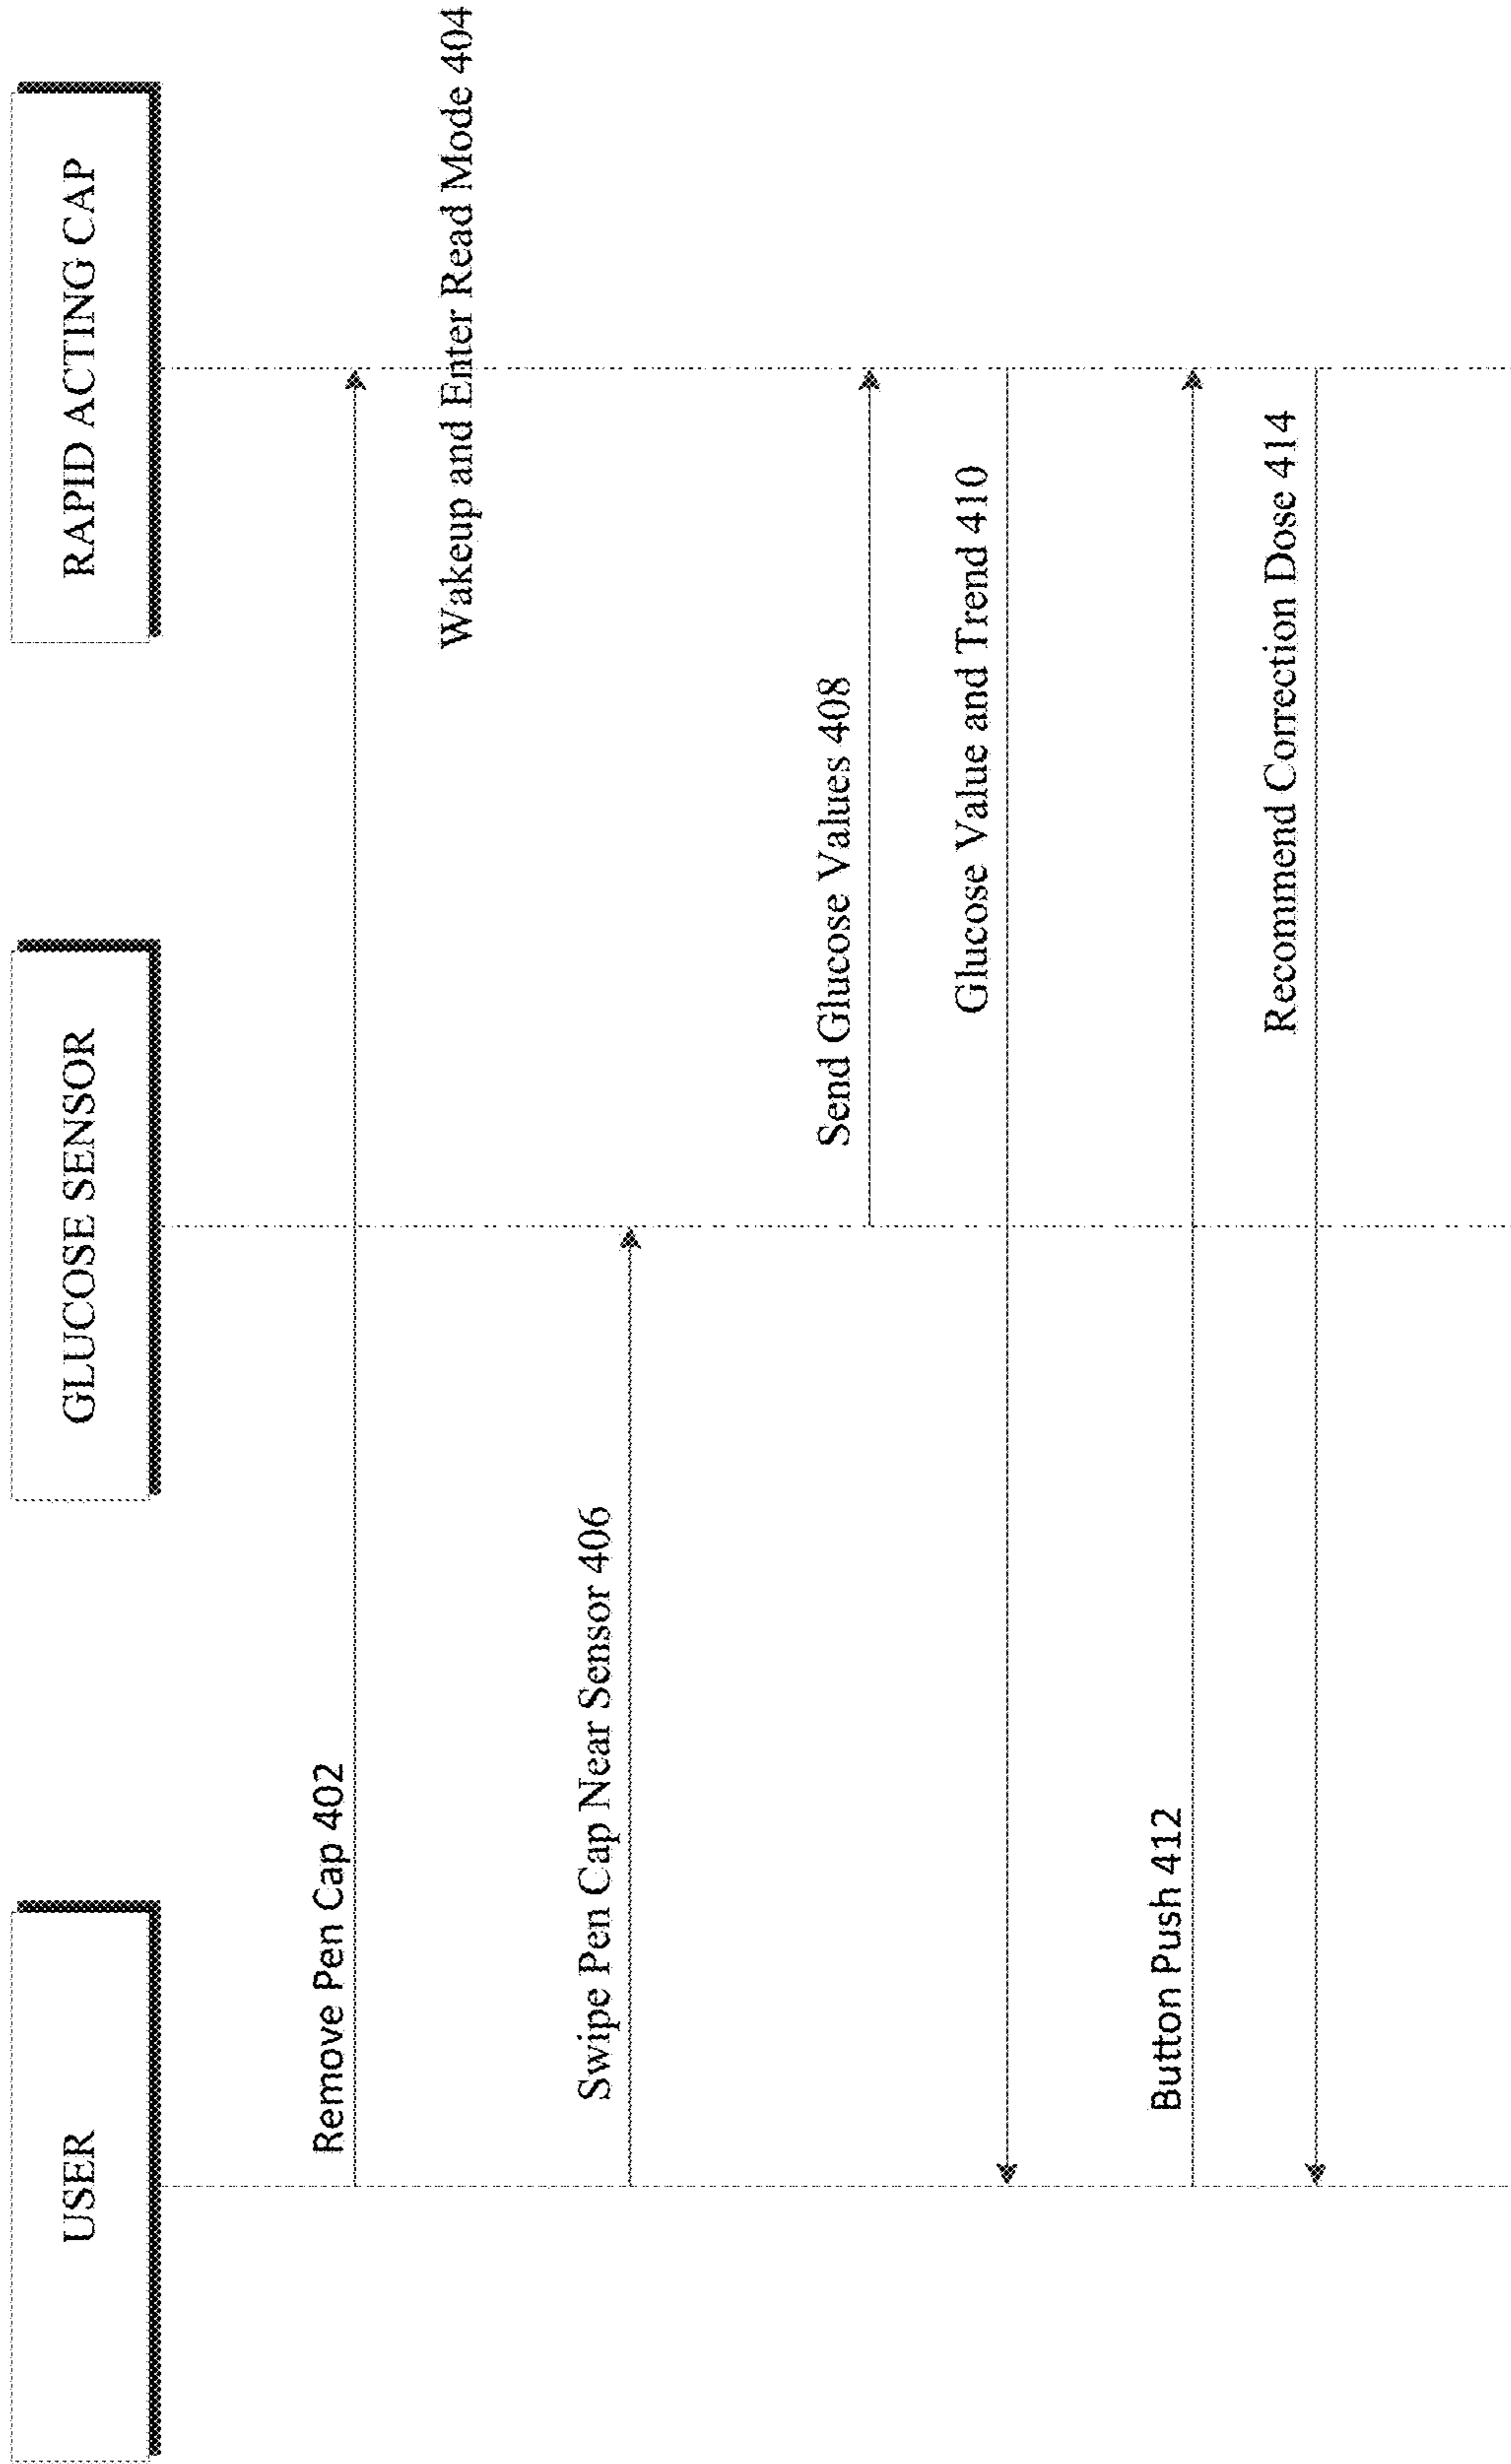 USER
GLUCOSE SENSOR
RAPID ACTING CAP
Remove Pen Cap 402
Wakeup and Enter Read Mode 404
Swipe Pen Cap Near Sensor 406
Send Glucose Values 408
Glucose Value and Trend 410
Button Push 412
Recommend Correction Dose 414